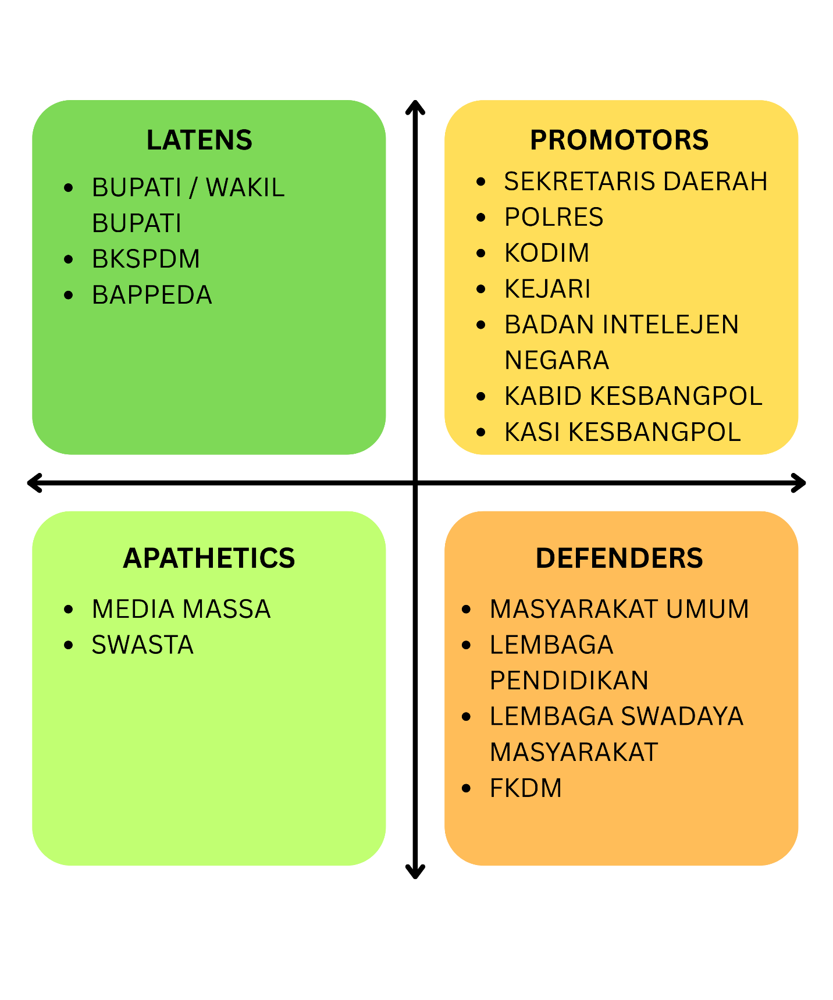 LATENS
• BUPATI / WAKIL
BUPATI
• BKSPDM
• BAPPEDA
PROMOTORS
• SEKRETARIS DAERAH
• POLRES
• KODIM
• KEJARI
• BADAN INTELEJEN
NEGARA
• KABID KESBANGPOL
• KASI KESBANGPOL
APATHETICS
• MEDIA MASSA
• SWASTA
DEFENDERS
• MASYARAKAT UMUM
• LEMBAGA
PENDIDIKAN
• LEMBAGA SWADAYA
MASYARAKAT
• FKDM